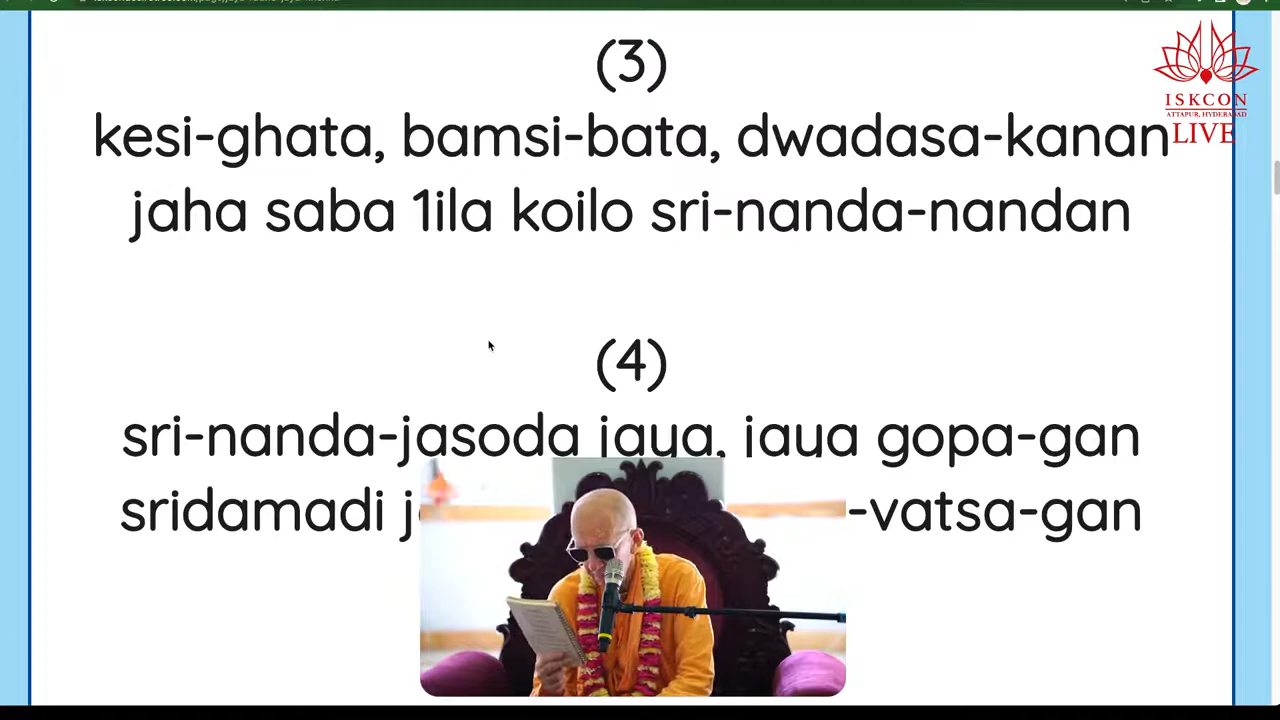 (3)
ISKCON
ATTAPUR, HYDERABAD
LIVE
kesi-ghata, bamsi-bata, dwadasa-kanan
jaha saba 1ila koilo sri-nanda-nandan
(4)
sri-nanda-jasoda jaya, jaya gopa-gan
sridamadi -vatsa-gan